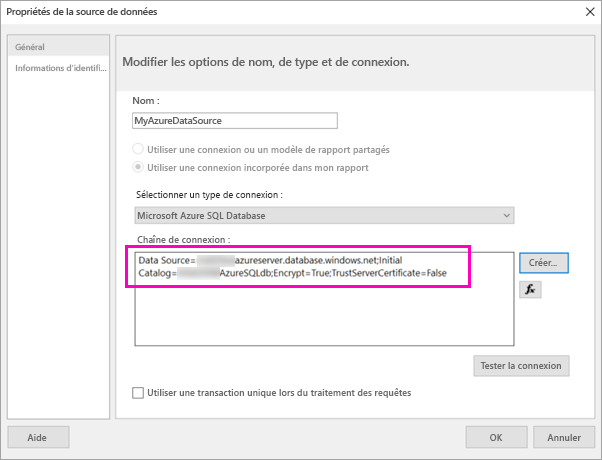 Propriétés de la source de données
Général
Informations d'identifi...
Modifier les options de nom, de type et de connexion.
Nom :
MyAzureDataSource
Utiliser une connexion ou un modèle de rapport partagés
Utiliser une connexion incorporée dans mon rapport
Sélectionner un type de connexion :
Microsoft Azure SQL Database
Chaîne de connexion :
Data Source= azureserver.database.windows.net;Initial
Catalog= AzureSQLdb;Encrypt=True;TrustServerCertificate=False
Créer...
fx
Tester la connexion
Utiliser une transaction unique lors du traitement des requêtes
Aide
OK
Annuler